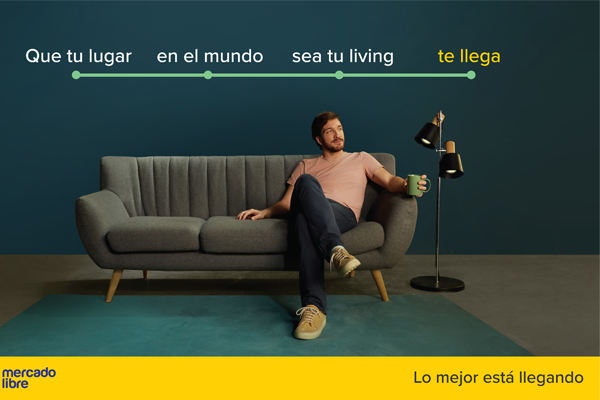 Que tu lugar en el mundo sea tu living te llega
mercado
libre
Lo mejor está llegando